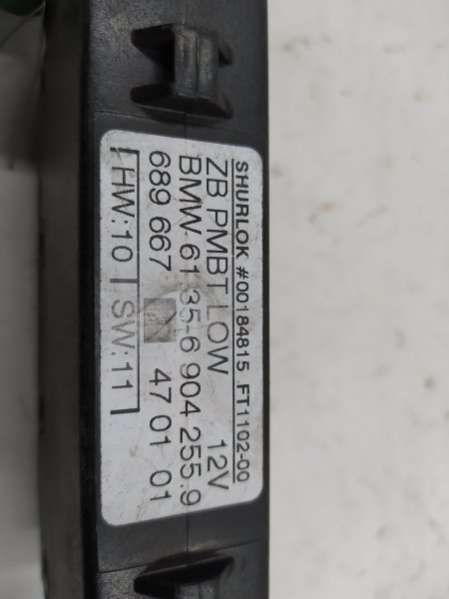 SHURLOK #00184815 FT1102-00
ZB PMBT LOW 12V
BMW 61.35-6 904 255.9
689 667 47 01 01
HW:10 SW:11